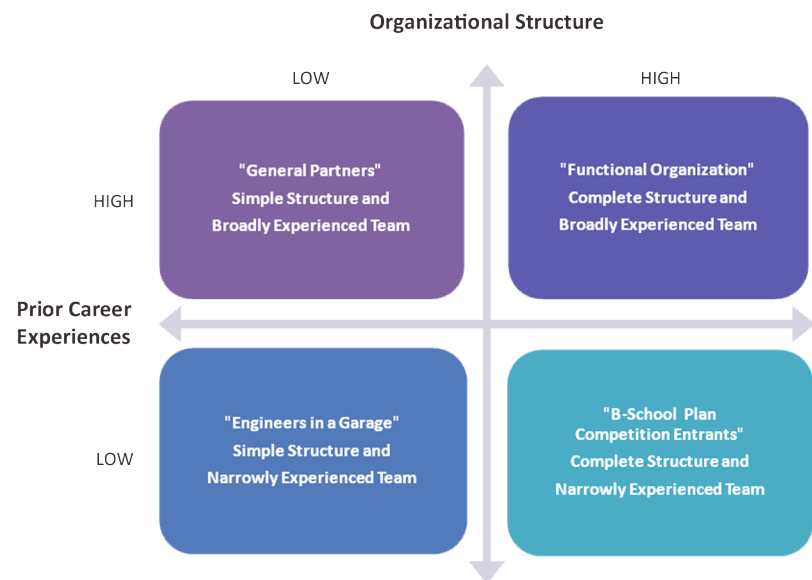 Organizational Structure
LOW
HIGH
HIGH
"General Partners"
Simple Structure and
Broadly Experienced Team
"Functional Organization"
Complete Structure and
Broadly Experienced Team
Prior Career
Experiences
LOW
"Engineers in a Garage"
Simple Structure and
Narrowly Experienced Team
"B-School Plan
Competition Entrants"
Complete Structure and
Narrowly Experienced Team